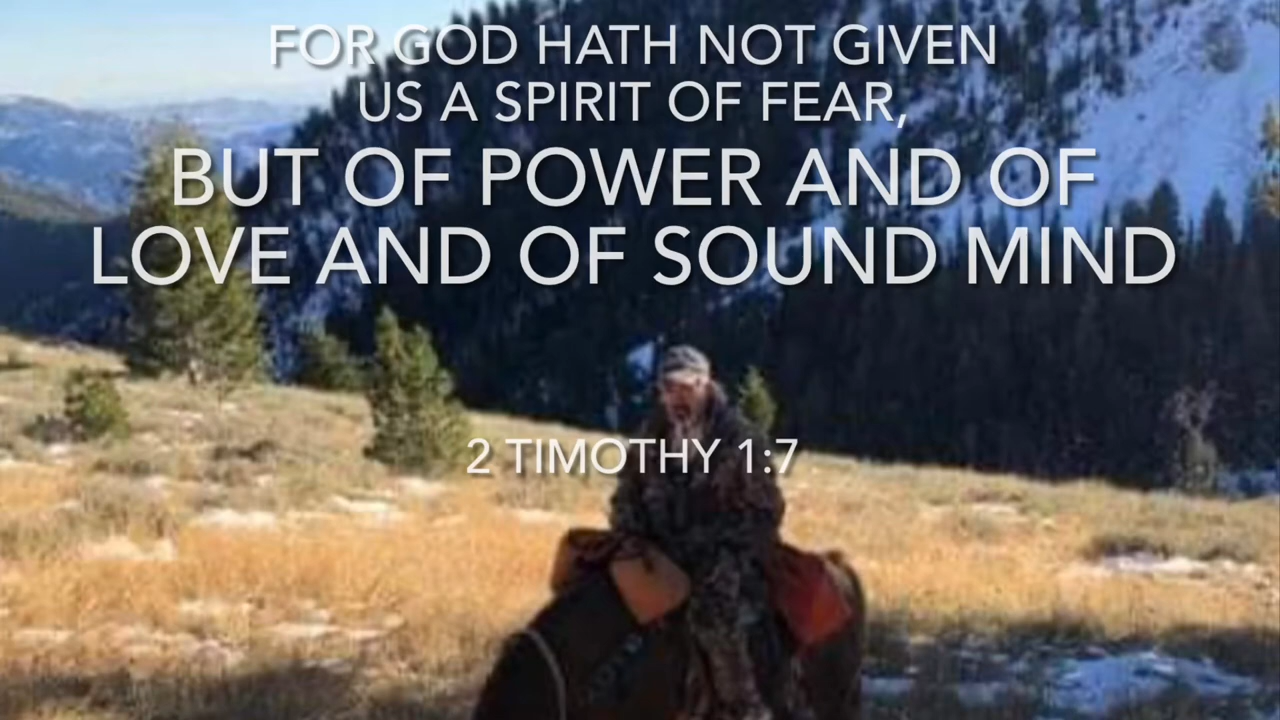 FOR GOD HATH NOT GIVEN
US A SPIRIT OF FEAR,
BUT OF POWER AND OF
LOVE AND OF SOUND MIND
2 TIMOTHY 1:7